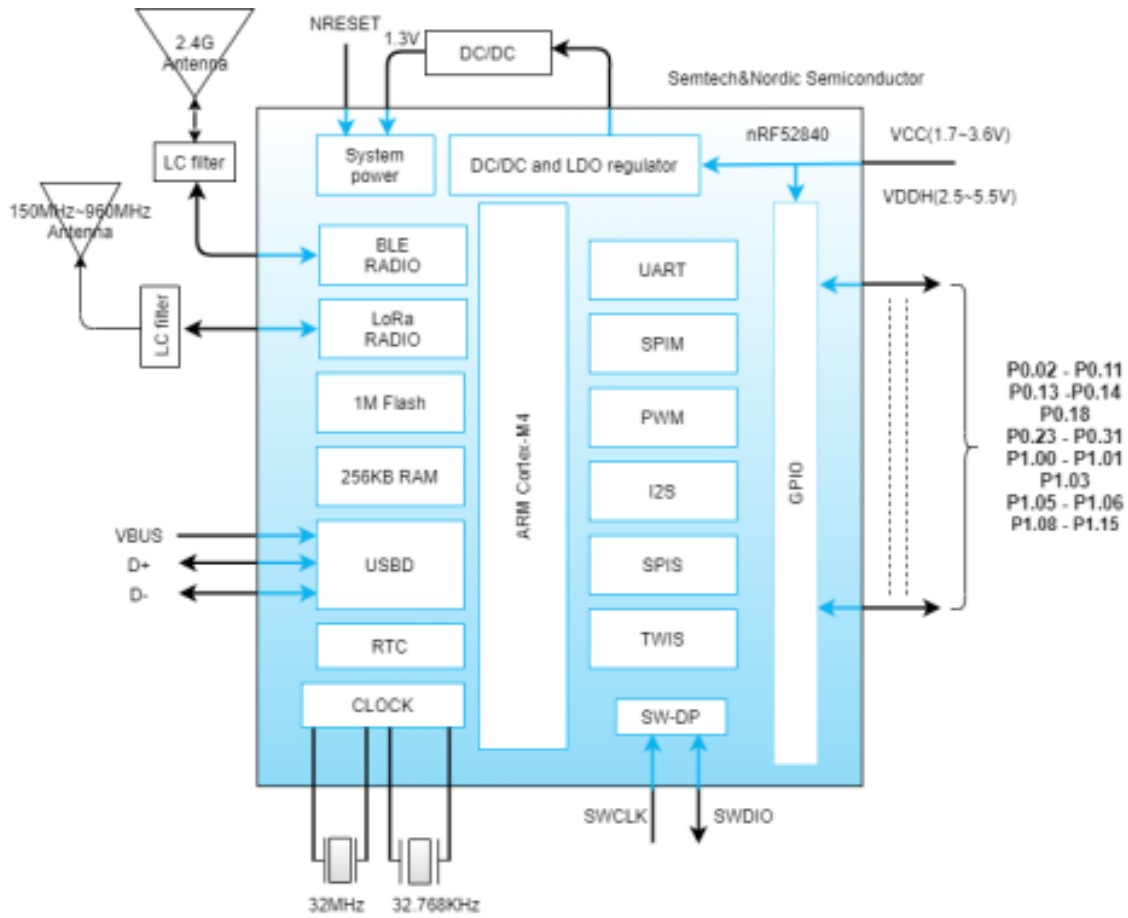 NRESET
2.4G
Antenna
1.3V
DC/DC
Semtech&Nordic Semiconductor
nRF52840
VCC(1.7~3.6V)
LC filter
System
power
DC/DC and LDO regulator
VDDH(2.5~5.5V)
150MHz~960MHz
Antenna
BLE
RADIO
UART
LC filter
LoRa
RADIO
SPIM
1M Flash
PWM
256KB RAM
ARM Cortex-M4
I2S
GPIO
P0.02 - P0.11
P0.13 -P0.14
P0.18
P0.23 - P0.31
P1.00 - P1.01
P1.03
P1.05 - P1.06
P1.08 - P1.15
VBUS
D+
D-
USBD
SPIS
RTC
TWIS
CLOCK
SW-DP
SWCLK
SWDIO
32MHz
32.768KHz